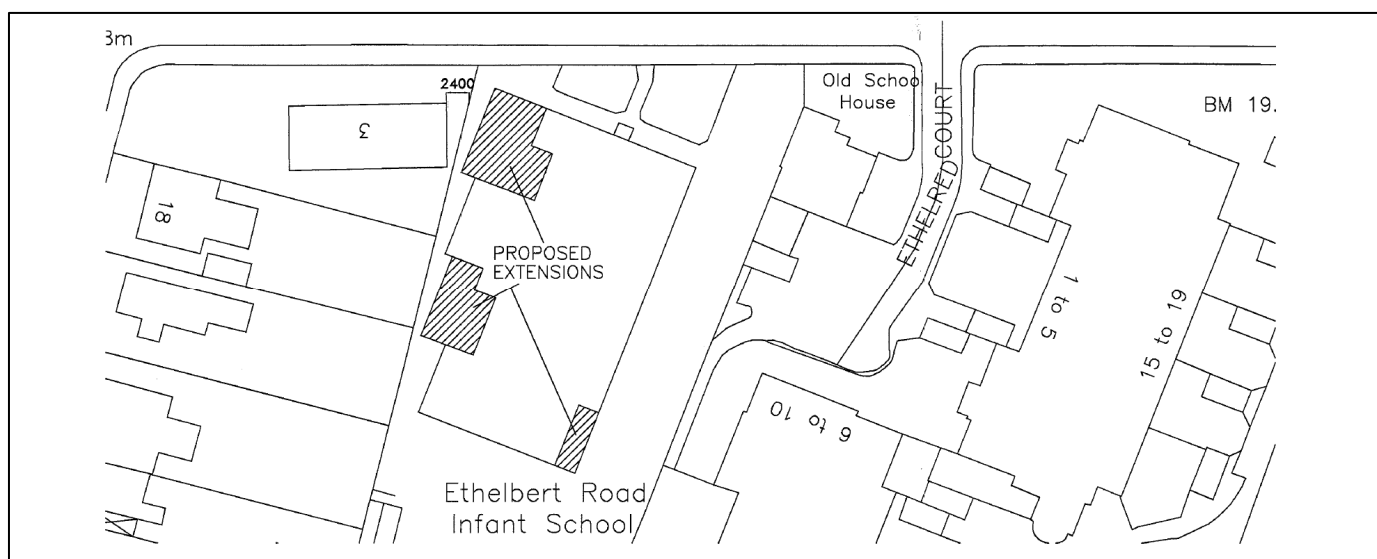 3m
2400
Old Schoo
House
BM 19.
3
ETHELRED COURT
18
PROPOSED
EXTENSIONS
1 to 5
15 to 19
6 to 10
Ethelbert Road
Infant School